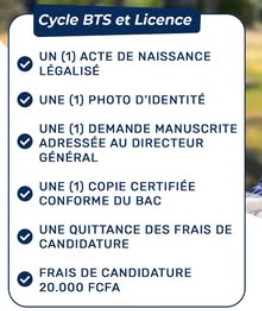 Cycle BTS et Licence
UN (1) ACTE DE NAISSANCE
LÉGALISÉ
UNE (1) PHOTO D'IDENTITÉ
UNE (1) DEMANDE MANUSCRITE
ADRESSÉE AU DIRECTEUR
GÉNÉRAL
UNE (1) COPIE CERTIFIÉE
CONFORME DU BAC
UNE QUITTANCE DES FRAIS DE
CANDIDATURE
FRAIS DE CANDIDATURE
20.000 FCFA